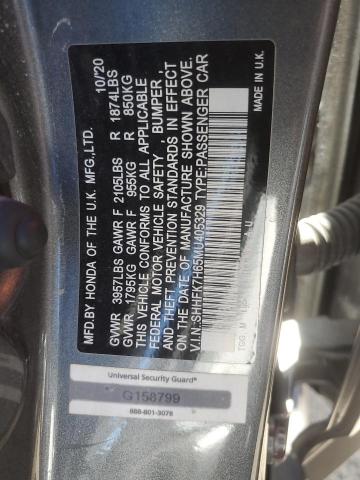 MFD.BY HONDA OF THE U.K. MFG.,LTD. 10/20
GVWR 3957LBS GAWR F 2105LBS R 1874LBS
GVWR 1795KG GAWR F 955KG R 850KG
THIS VEHICLE CONFORMS TO ALL APPLICABLE
FEDERAL MOTOR VEHICLE SAFETY, BUMPER,
AND THEFT PREVENTION STANDARDS IN EFFECT
ON THE DATE OF MANUFACTURE SHOWN ABOVE.
V.I.N.:SHHFK7H65MU405329 TYPE:PASSENGER CAR
TGG M
MADE IN U.K.
Universal Security Guard®
G158799
888-801-3078